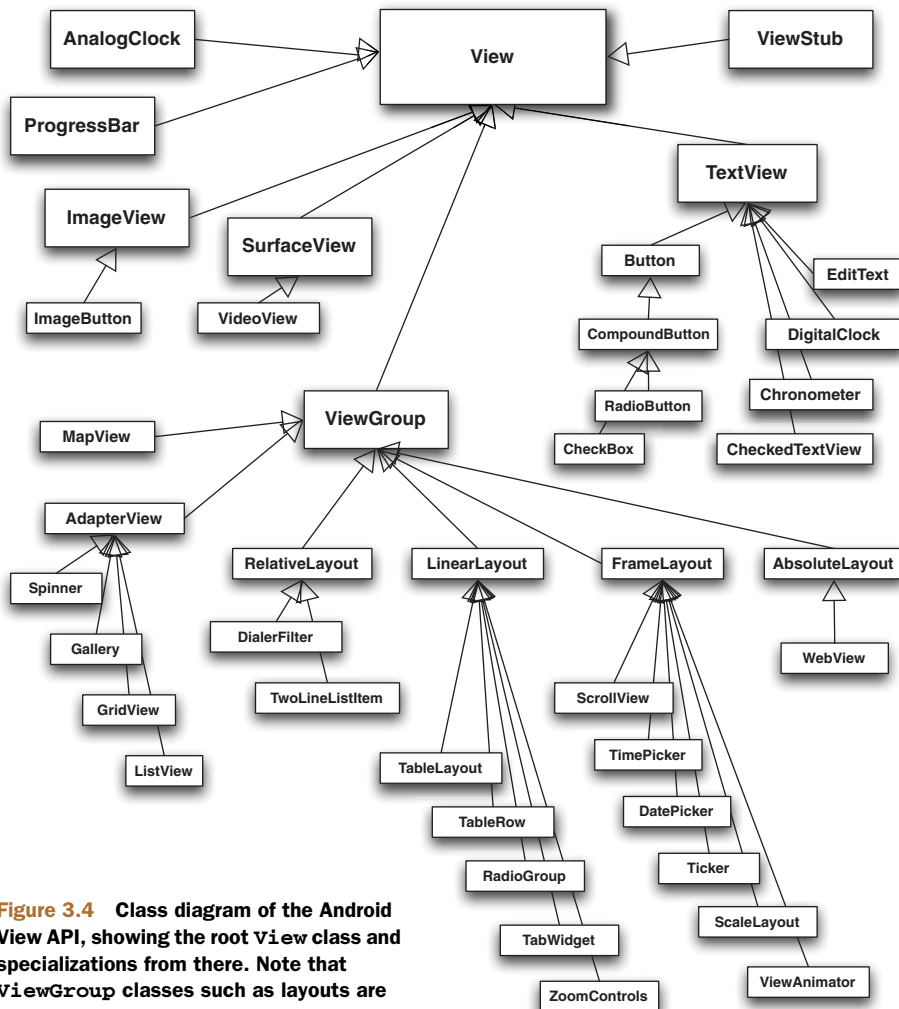 AnalogClock
View
ViewStub
ProgressBar
TextView
ImageView
SurfaceView
Button
EditText
ImageButton
VideoView
CompoundButton
DigitalClock
Chronometer
RadioButton
ViewGroup
MapView
CheckBox
CheckedTextView
AdapterView
RelativeLayout
LinearLayout
FrameLayout
AbsoluteLayout
Spinner
DialerFilter
Gallery
WebView
TwoLineListItem
ScrollView
GridView
TimePicker
ListView
TableLayout
DatePicker
TableRow
Ticker
RadioGroup
ScaleLayout
TabWidget
ViewAnimator
ZoomControls
Figure 3.4 Class diagram of the Android
View API, showing the root View class and
specializations from there. Note that
ViewGroup classes such as layouts are